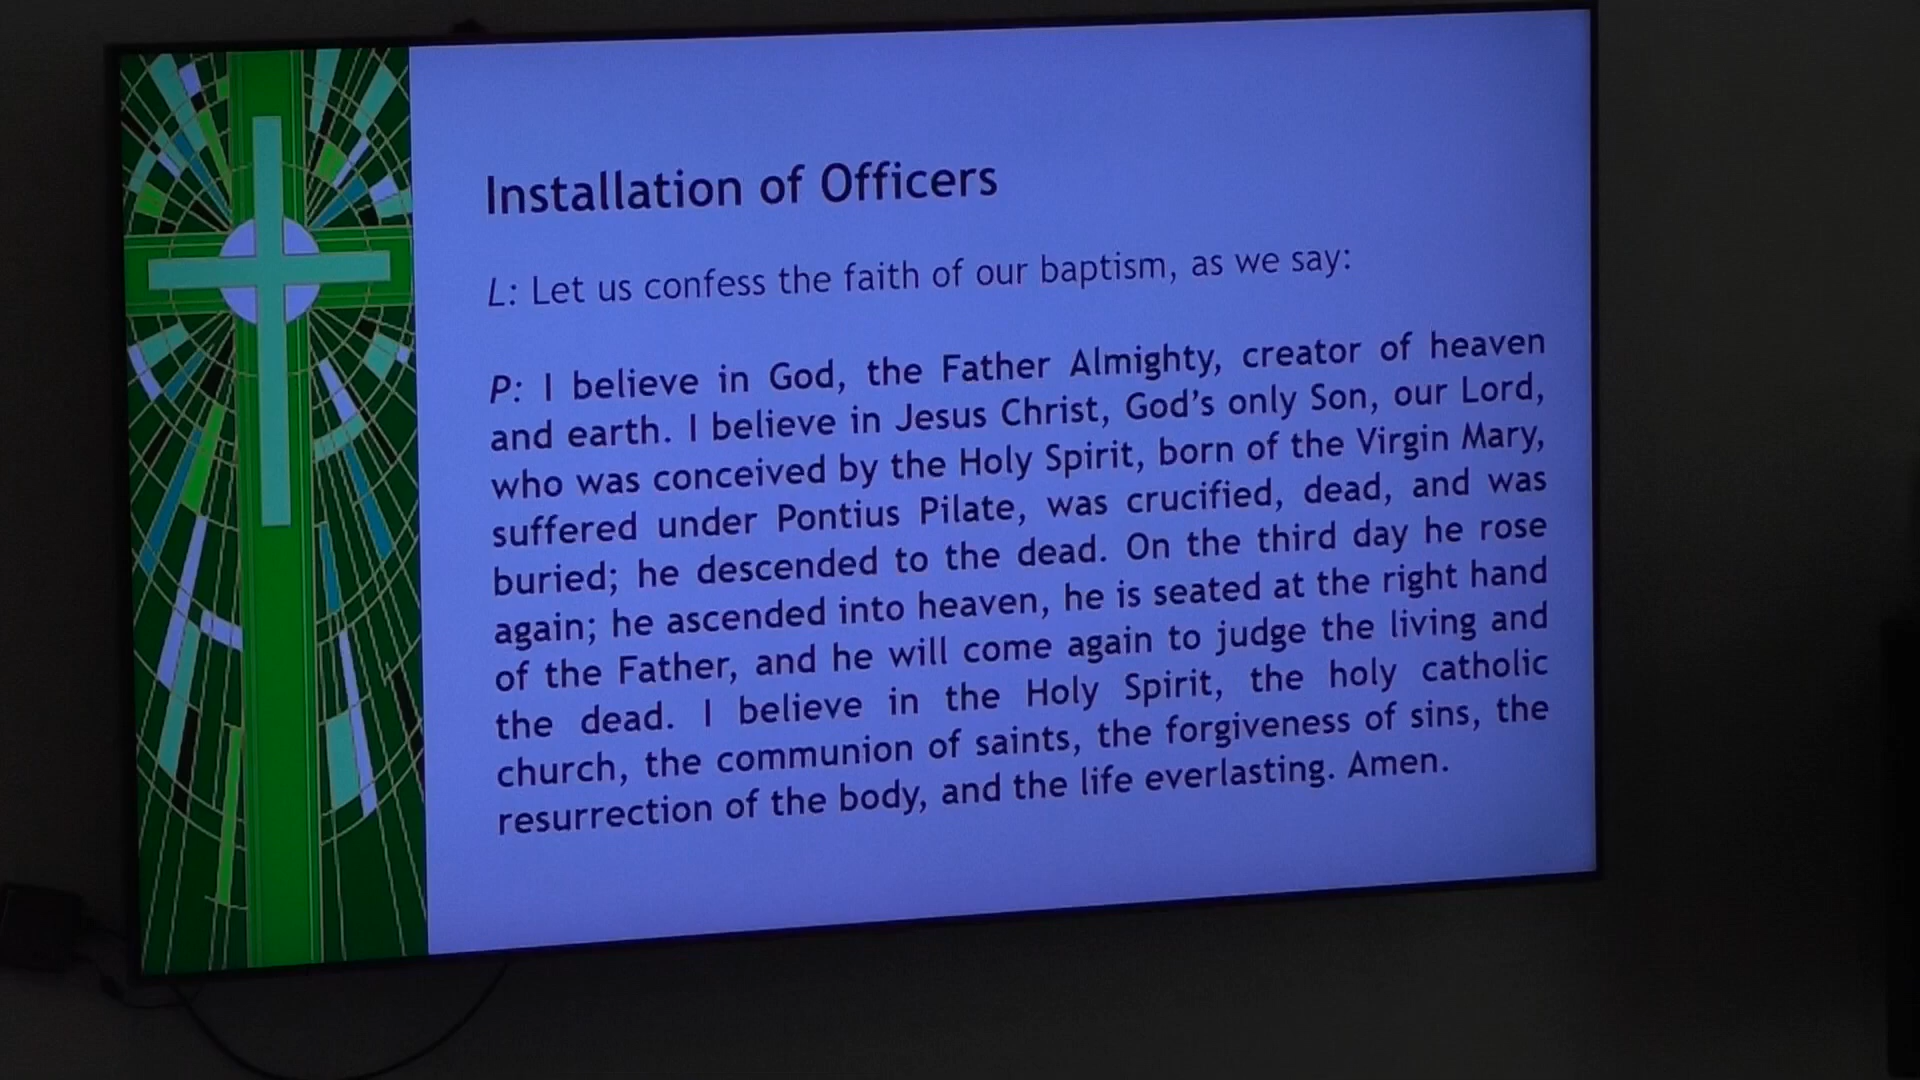 Installation of Officers
L: Let us confess the faith of our baptism, as we say:
P: I believe in God, the Father Almighty, creator of heaven
and earth. I believe in Jesus Christ, God's only Son, our Lord,
who was conceived by the Holy Spirit, born of the Virgin Mary,
suffered under Pontius Pilate, was crucified, dead, and was
buried; he descended to the dead. On the third day he rose
again; he ascended into heaven, he is seated at the right hand
of the Father, and he will come again to judge the living and
the dead. I believe in the Holy Spirit, the holy catholic
church, the communion of saints, the forgiveness of sins, the
resurrection of the body, and the life everlasting. Amen.